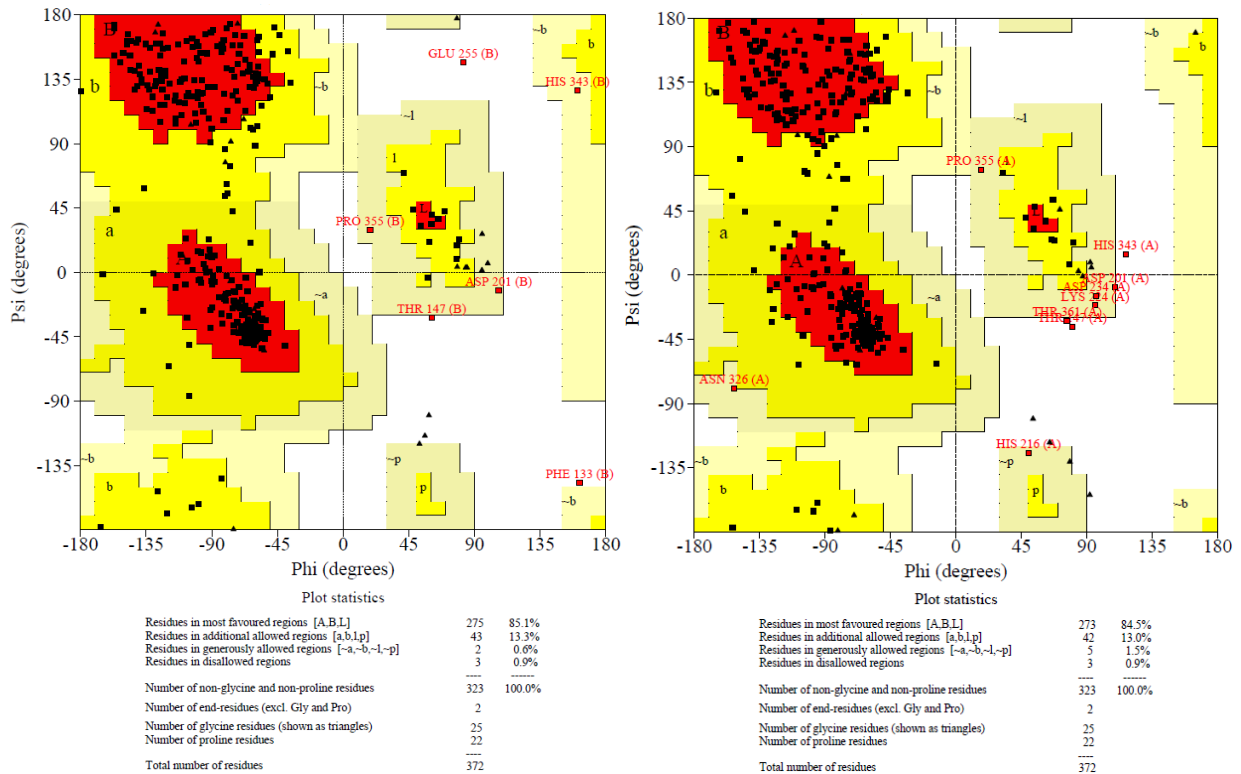 180
B
GLU 255 (B)
~b
b
135
HIS 343 (B)
b
~b
~l
90
l
45
L
PRO 355 (B)
a
A
0
ASP 201 (B)
~a
THR 147 (B)
-45
-90
~b
~p
-135
PHE 133 (B)
b
p
~b
-180 -135 -90 -45 0 45 90 135 180
Psi (degrees)
Phi (degrees)
Plot statistics
Residues in most favoured regions [A,B,L] 275 85.1%
Residues in additional allowed regions [a,b,l,p] 43 13.3%
Residues in generously allowed regions [~a,~b,~l,~p] 2 0.6%
Residues in disallowed regions 3 0.9%
---- ------
Number of non-glycine and non-proline residues 323 100.0%
Number of end-residues (excl. Gly and Pro) 2
Number of glycine residues (shown as triangles) 25
Number of proline residues 22
----
Total number of residues 372
180
B
~b
b
135
b
~b
~l
90
PRO 355 (A)
l
45
L
a
HIS 343 (A)
A
0
ASP 201 (A)
ASP 234 (A)
~a
THR 361 (A)
-45
ASN 326 (A)
-90
HIS 216 (A)
~b
~p
-135
b
p
~b
-180 -135 -90 -45 0 45 90 135 180
Psi (degrees)
Phi (degrees)
Plot statistics
Residues in most favoured regions [A,B,L] 273 84.5%
Residues in additional allowed regions [a,b,l,p] 42 13.0%
Residues in generously allowed regions [~a,~b,~l,~p] 5 1.5%
Residues in disallowed regions 3 0.9%
---- ------
Number of non-glycine and non-proline residues 323 100.0%
Number of end-residues (excl. Gly and Pro) 2
Number of glycine residues (shown as triangles) 25
Number of proline residues 22
----
Total number of residues 372